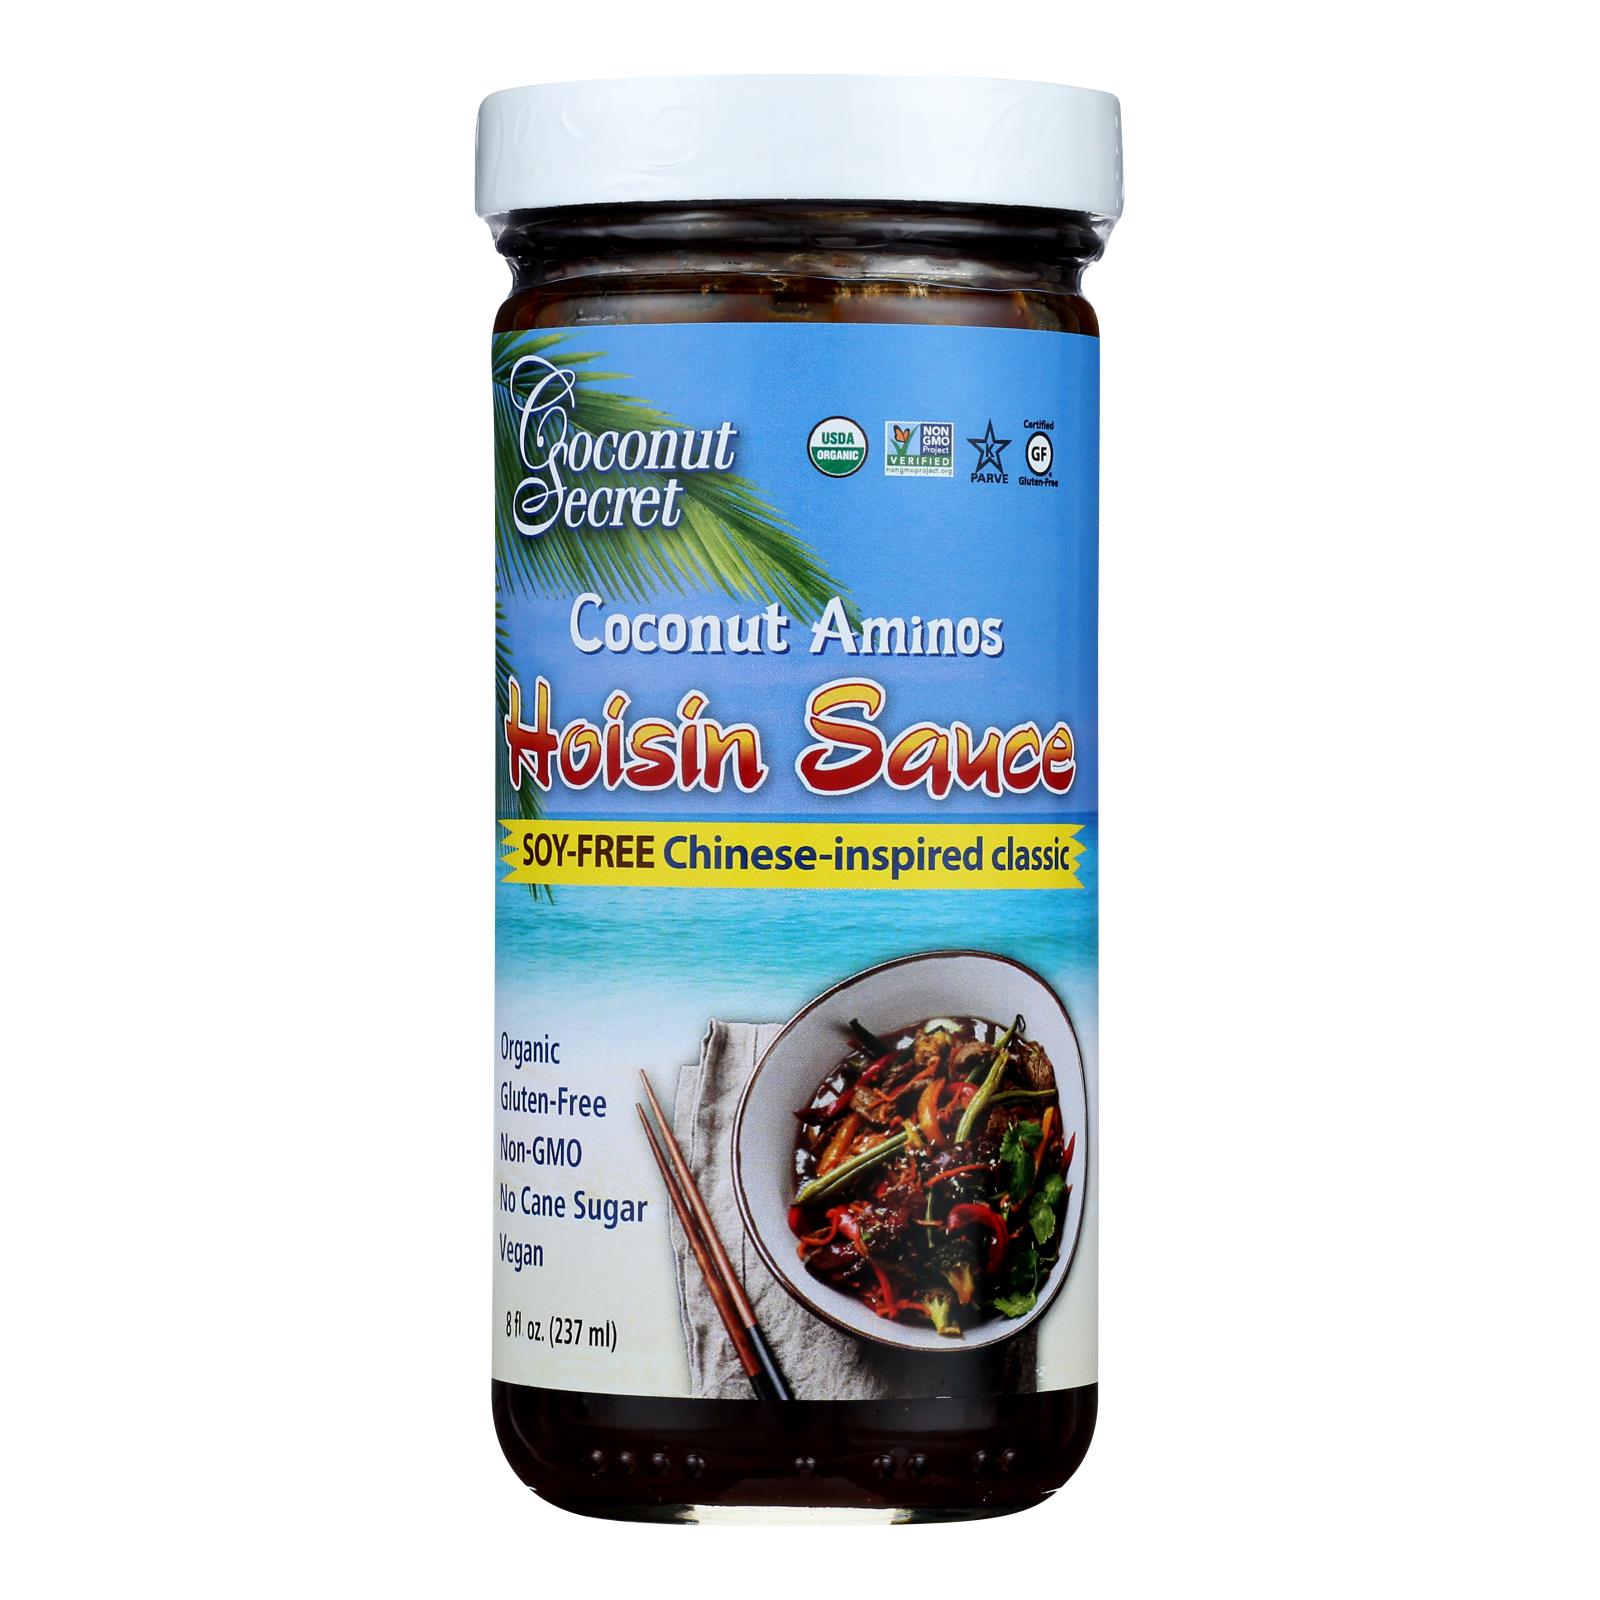 Coconut
Secret
USDA
ORGANIC
NON
GMO
Project
VERIFIED
nongmoproject.org
K
PARVE
Certified
GF
Gluten-Free
Coconut Aminos
Hoisin Sauce
SOY-FREE Chinese-inspired classic
Organic
Gluten-Free
Non-GMO
No Cane Sugar
Vegan
8 fl. oz. (237 ml)